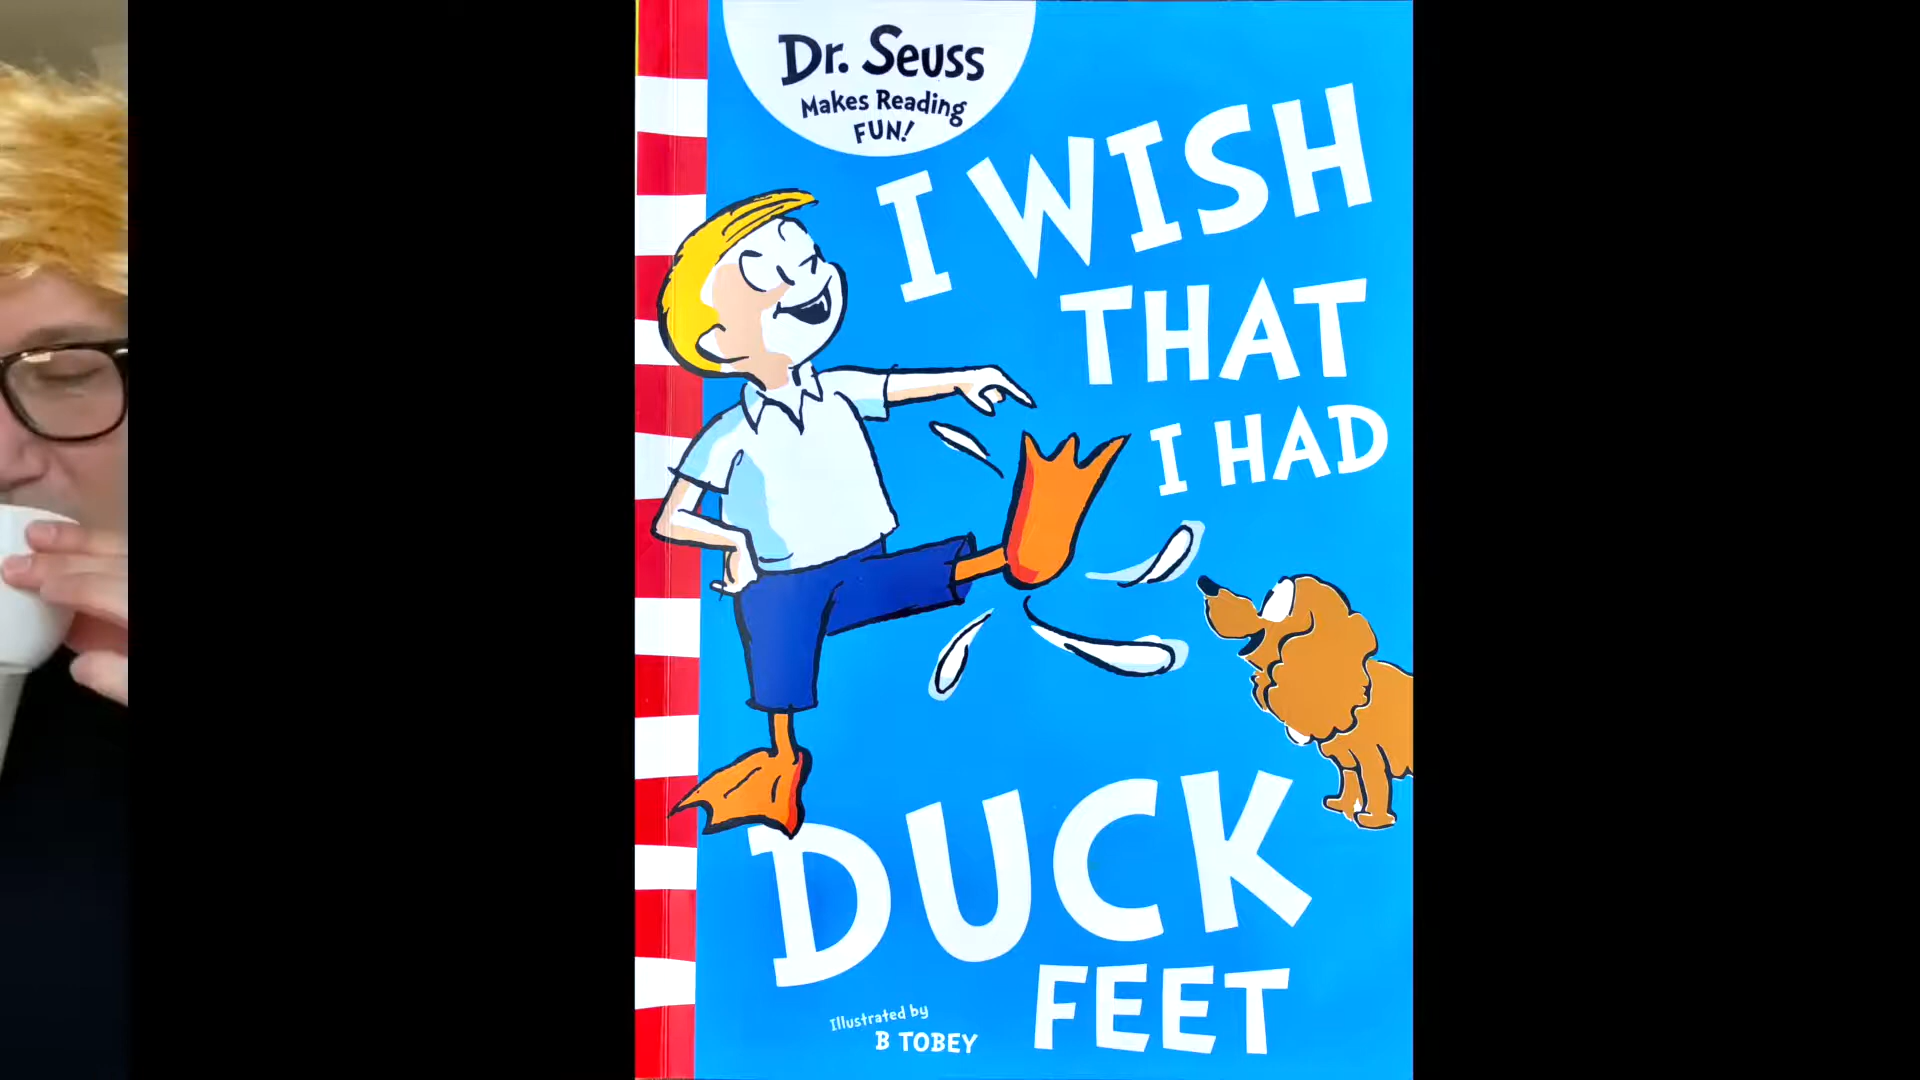 Dr. Seuss
Makes Reading
FUN!
I WISH
THAT
I HAD
DUCK
FEET
Illustrated by
B TOBEY